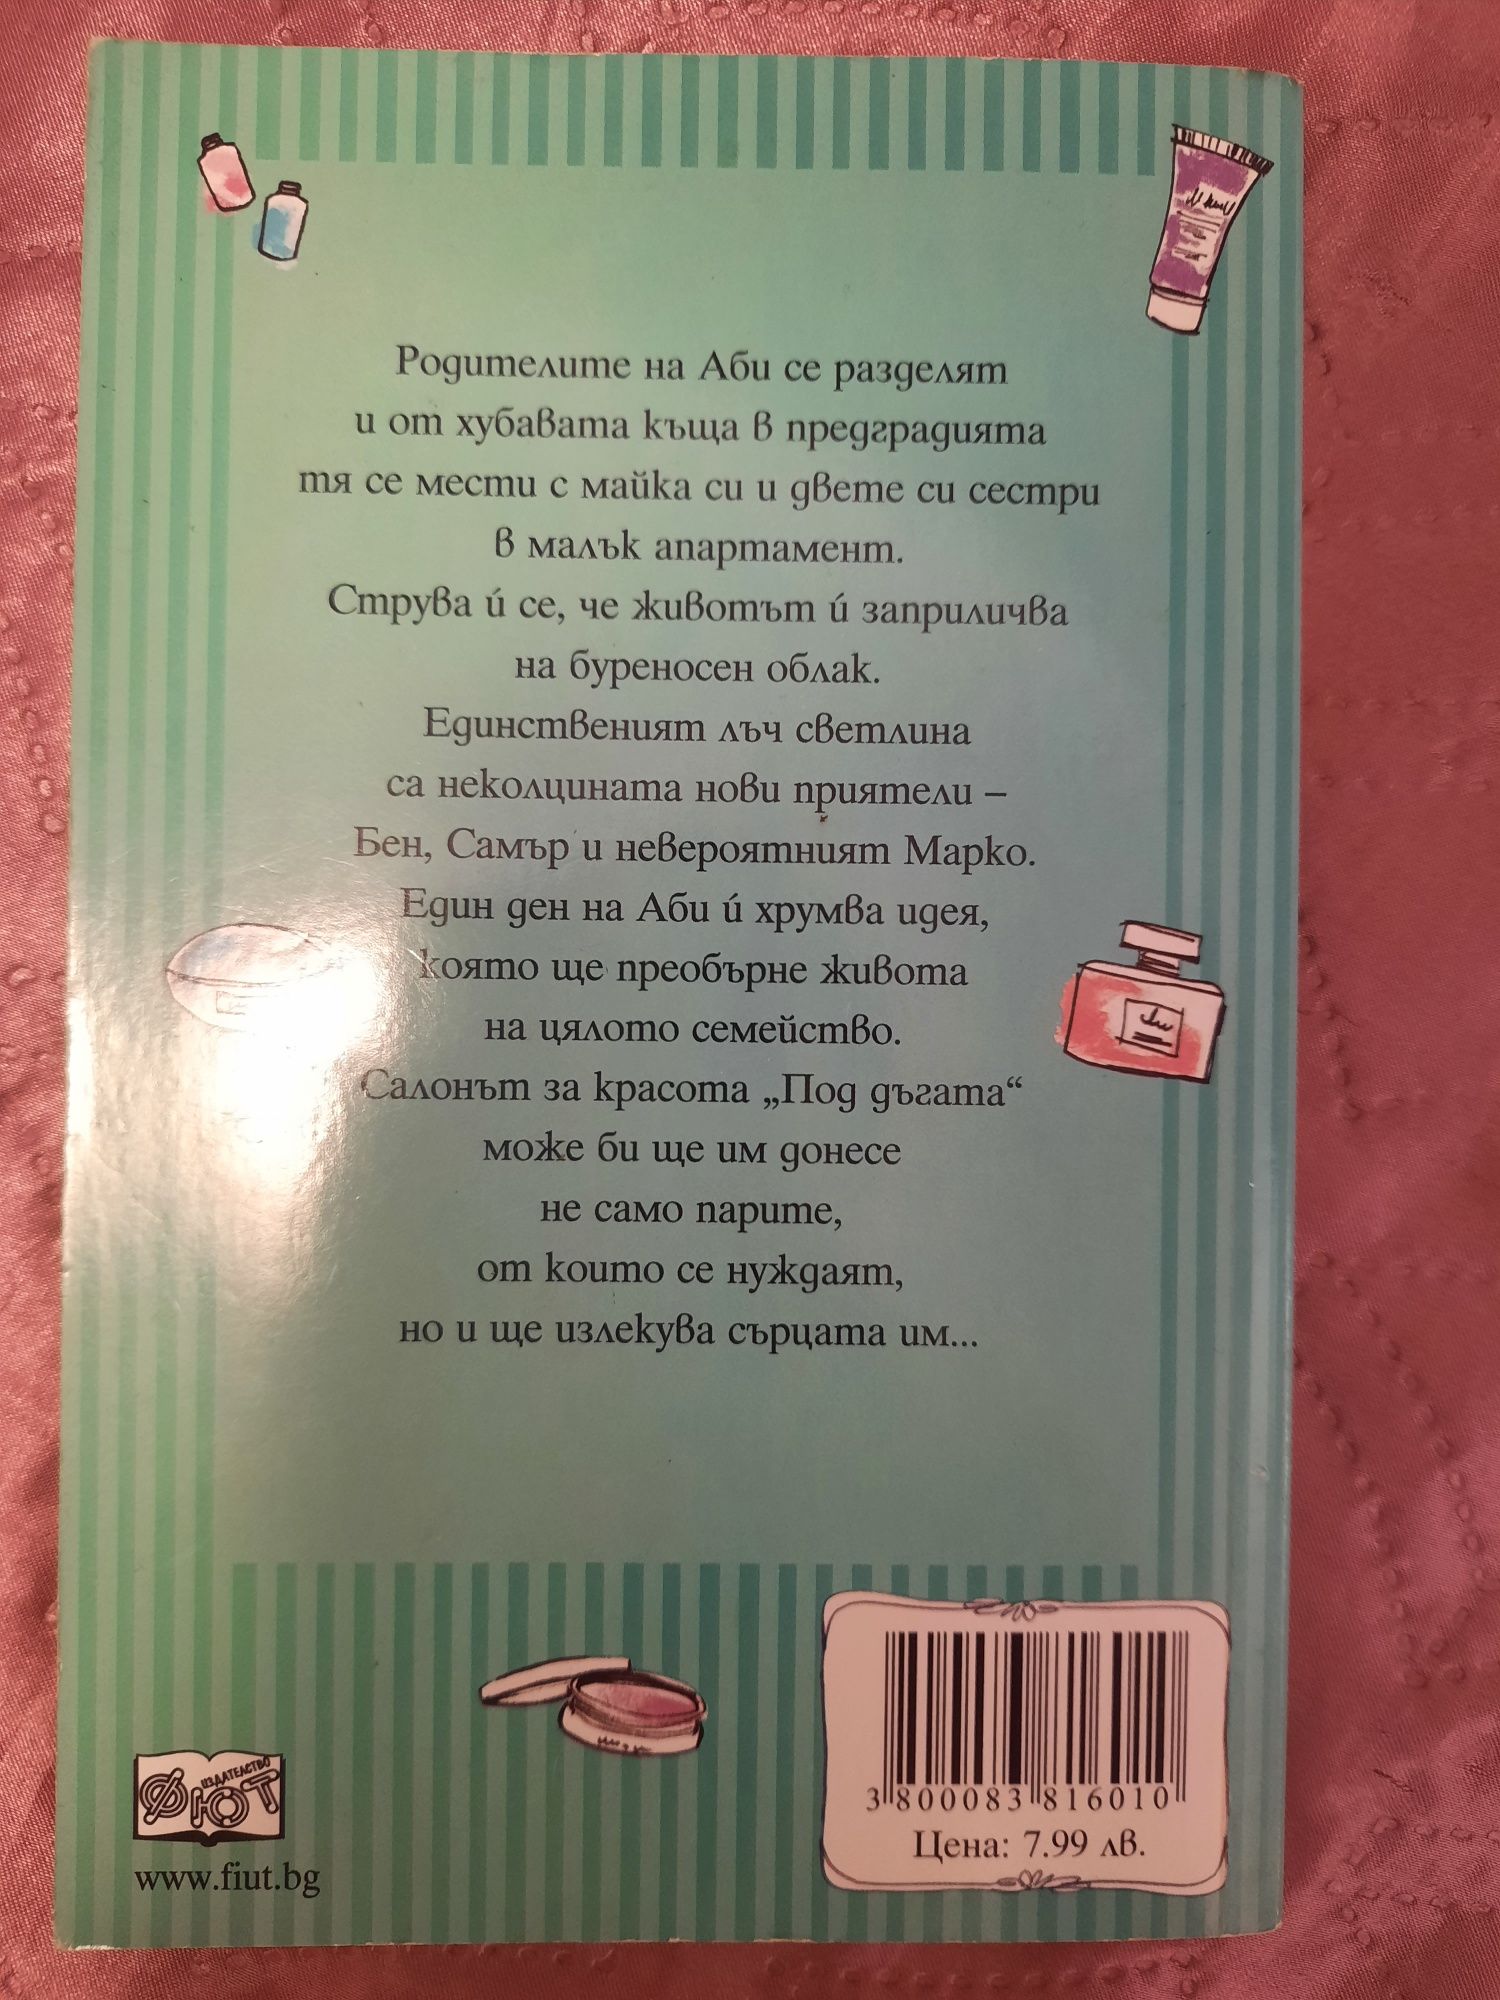 Родителите на Аби се разделят
и от хубавата къща в предградията
тя се мести с майка си и двете си сестри
в малък апартамент.
Струва ѝ се, че животът ѝ заприличва
на буреносен облак.
Единственият лъч светлина
са неколцината нови приятели –
Бен, Самър и невероятният Марко.
Един ден на Аби ѝ хрумва идея,
която ще преобърне живота
на цялото семейство.
Салонът за красота „Под дъгата“
може би ще им донесе
не само парите,
от които се нуждаят,
но и ще излекува сърцата им...
ИЗДАТЕЛСТВО
ФЮТ
www.fiut.bg
3 800083 816010
Цена: 7.99 лв.